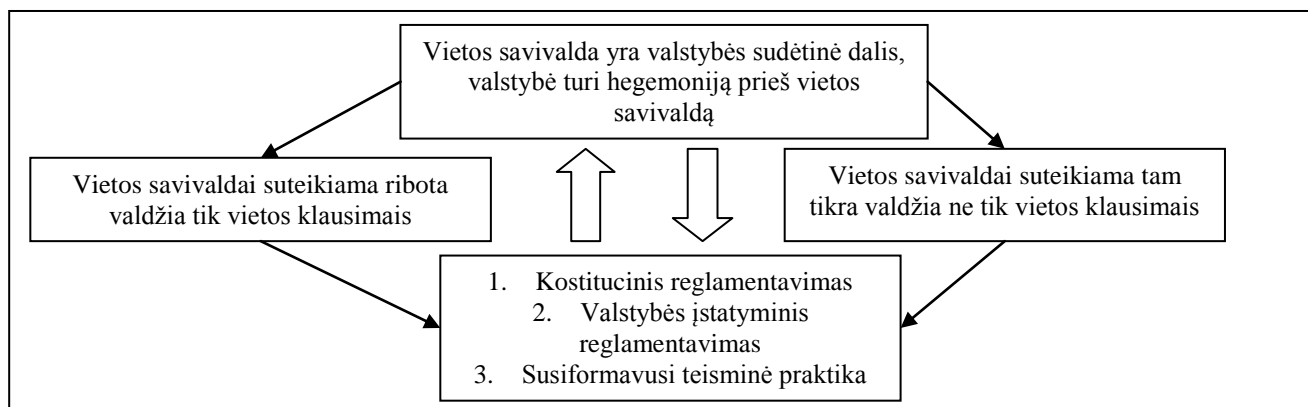 Vietos savivalda yra valstybės sudėtinė dalis,
valstybė turi hegemoniją prieš vietos
savivaldą
Vietos savivaldai suteikiama ribota
valdžia tik vietos klausimais
Vietos savivaldai suteikiama tam
tikra valdžia ne tik vietos klausimais
1. Kostitucinis reglamentavimas
2. Valstybės įstatyminis
reglamentavimas
3. Susiformavusi teisminė praktika